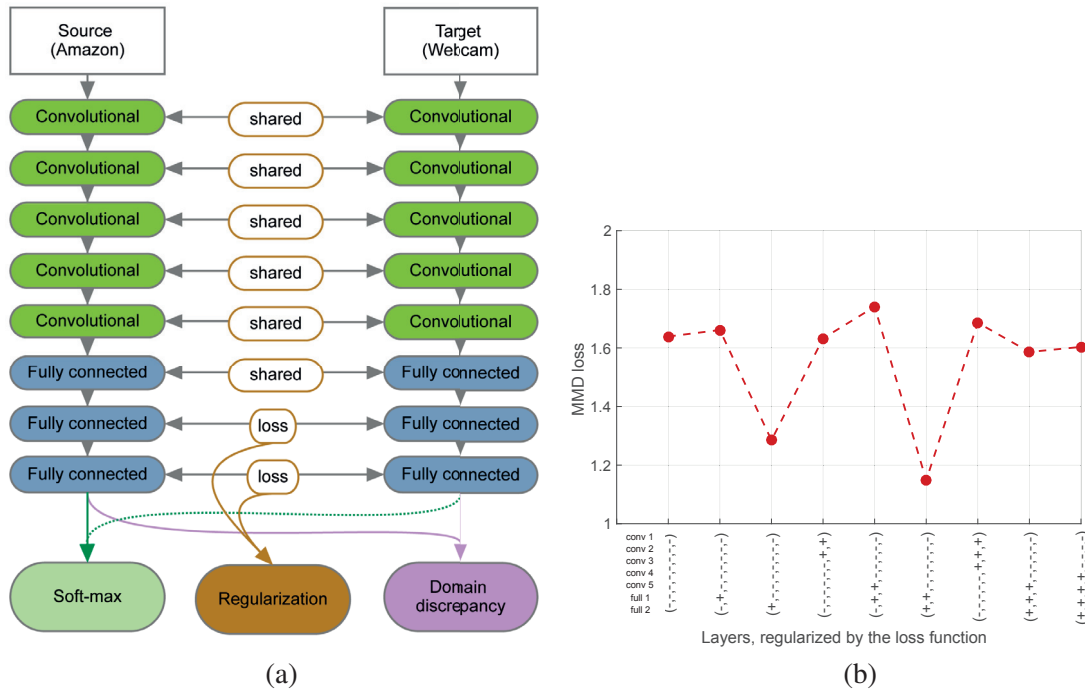 Source
(Amazon)
Target
(Webcam)
Convolutional
shared
Convolutional
Convolutional
shared
Convolutional
Convolutional
shared
Convolutional
Convolutional
shared
Convolutional
Convolutional
shared
Convolutional
Fully connected
shared
Fully connected
Fully connected
loss
Fully connected
Fully connected
loss
Fully connected
Soft-max
Regularization
Domain
discrepancy
(a)
MMD loss
2
1.8
1.6
1.4
1.2
1
conv 1
conv 2
conv 3
conv 4
conv 5
full 1
full 2
Layers, regularized by the loss function
(b)